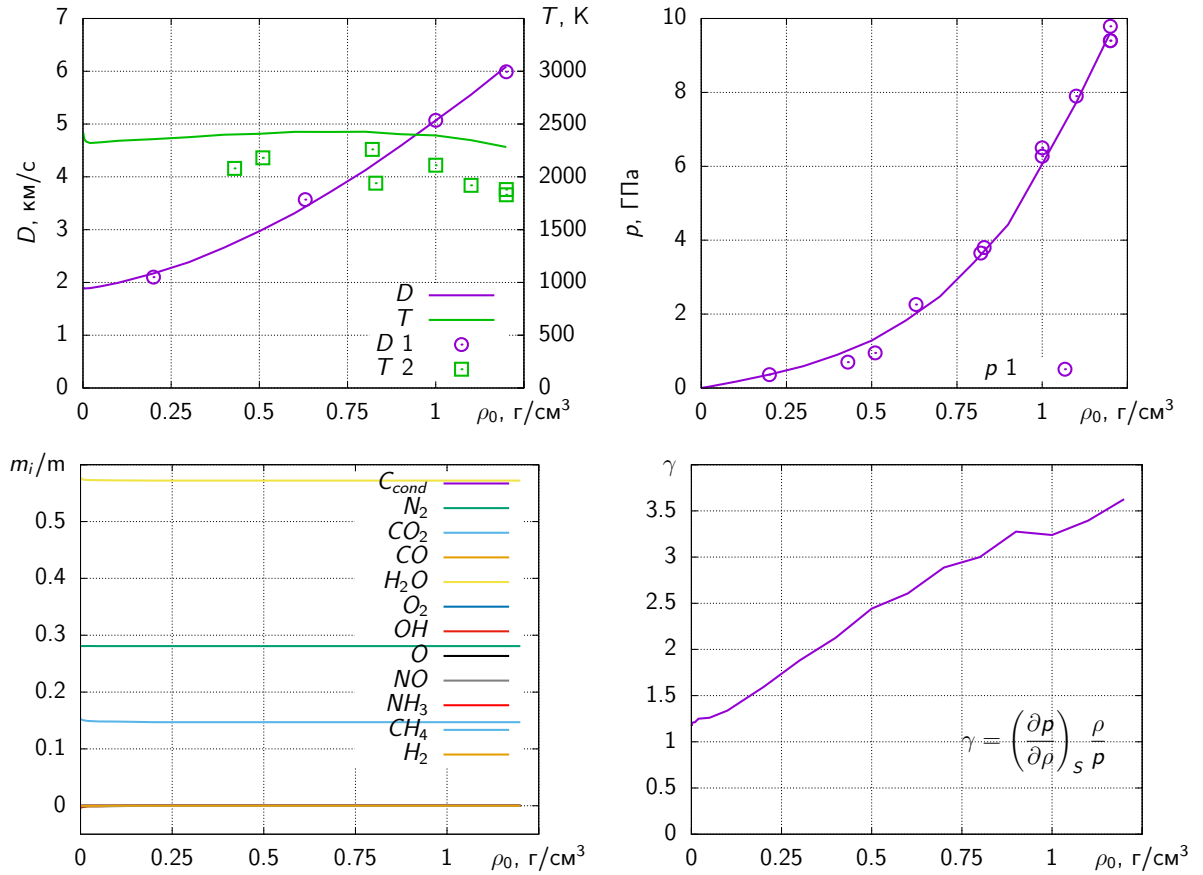 7
6
5
4
3
2
1
0
D, км/с
T, K
3000
2500
2000
1500
1000
500
0
D
T
D 1
T 2
0
0.25
0.5
0.75
1
ρ₀, г/см³
10
8
6
4
2
0
p, ГПа
p 1
0
0.25
0.5
0.75
1
ρ₀, г/см³
mᵢ/m
0.5
0.4
0.3
0.2
0.1
0
C_cond
N₂
CO₂
CO
H₂O
O₂
OH
O
NO
NH₃
CH₄
H₂
0
0.25
0.5
0.75
1
ρ₀, г/см³
γ
3.5
3
2.5
2
1.5
1
0.5
0
γ = (∂p/∂ρ)_S ρ/p
0
0.25
0.5
0.75
1
ρ₀, г/см³